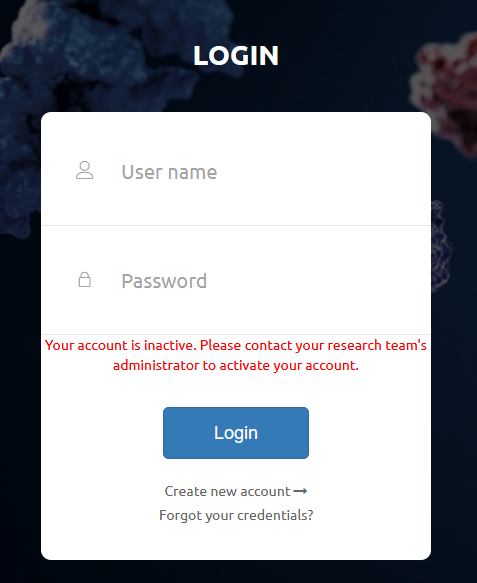 LOGIN
User name
Password
Your account is inactive. Please contact your research team's
administrator to activate your account.
Login
Create new account →
Forgot your credentials?